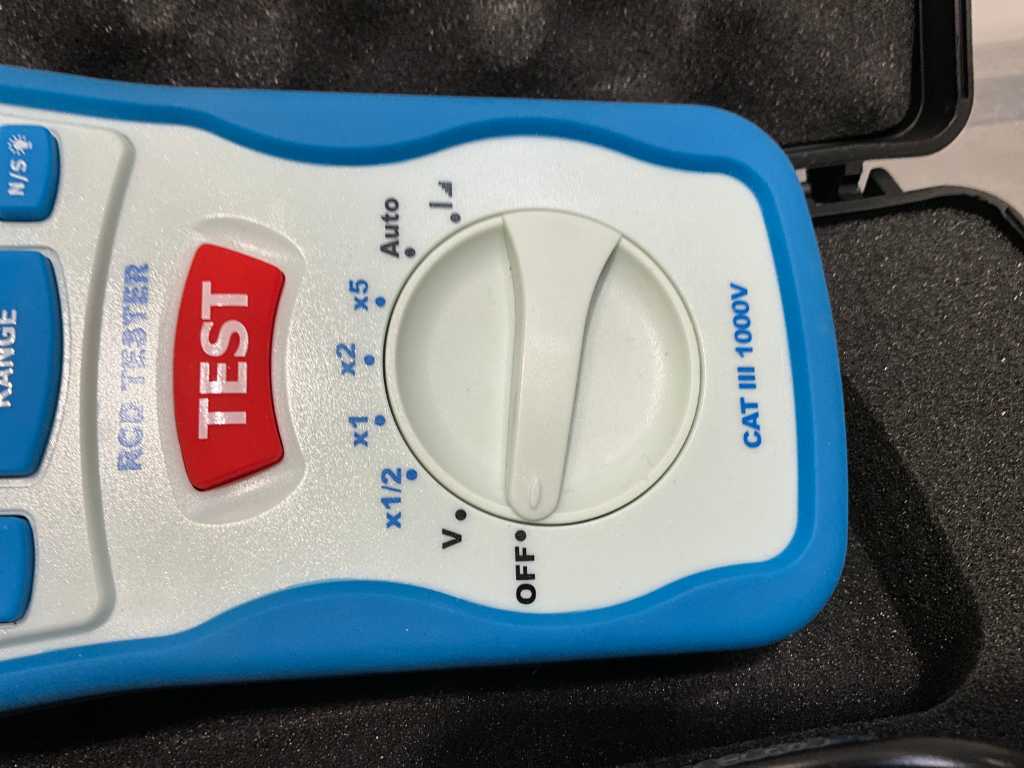 N/S
RANGE
RCD TESTER
TEST
OFF
V
x1/2
x1
x2
x5
Auto
CAT III 1000V